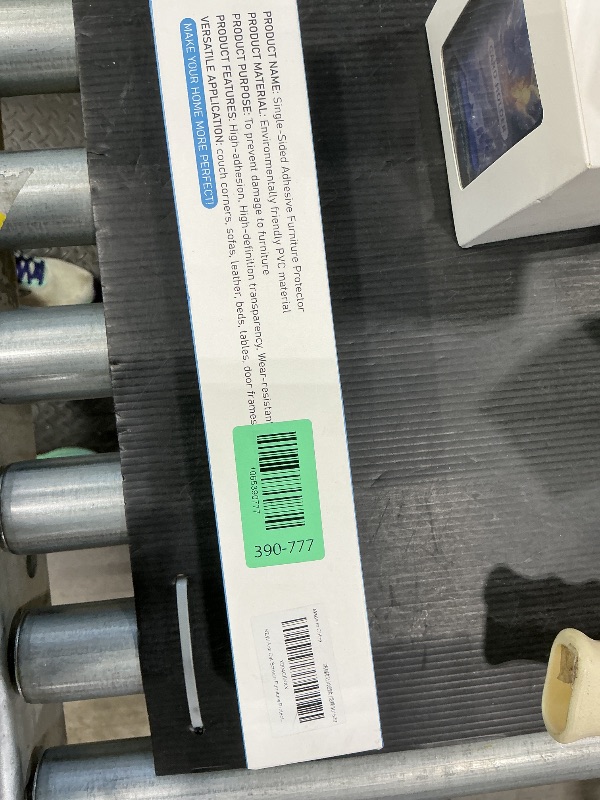 PRODUCT NAME: Single-Sided Adhesive Furniture Protector
PRODUCT MATERIAL: Environmentally friendly PVC material
PRODUCT PURPOSE: To prevent damage to furniture
PRODUCT FEATURES: High-adhesion, High-definition transparency, Wear-resistant
VERSATILE APPLICATION: couch corners, sofas, leather, beds, tables, door frames
MAKE YOUR HOME MORE PERFECT!
390-777